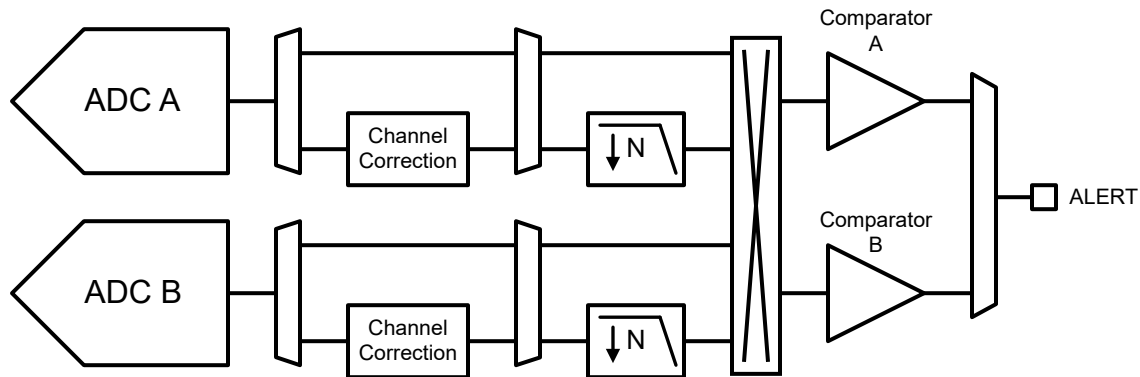 Comparator
A
ADC A
Channel
Correction
N
ALERT
Comparator
B
ADC B
Channel
Correction
N